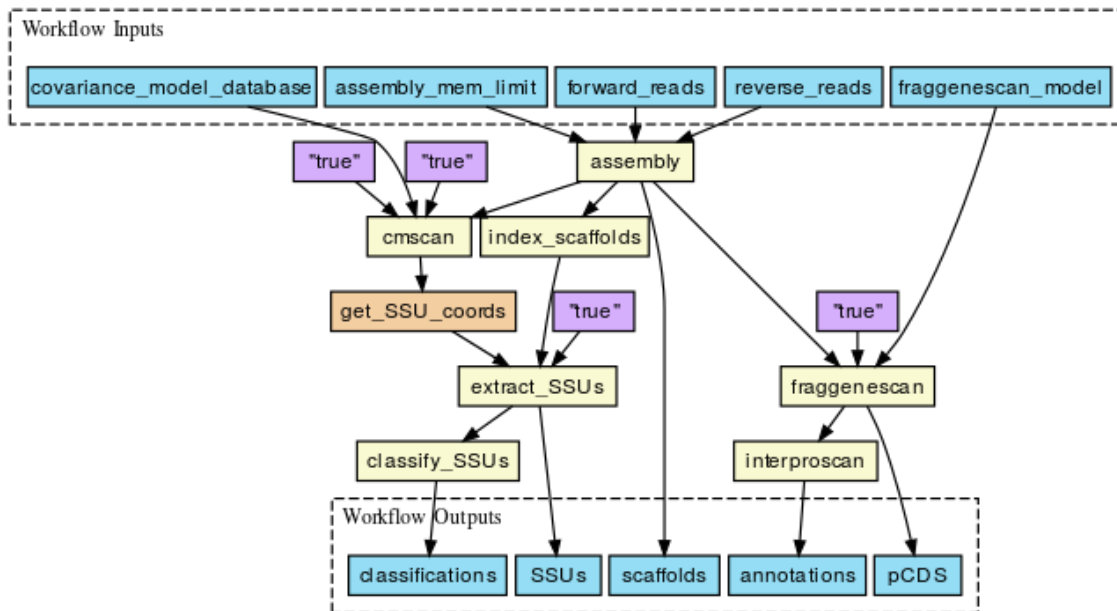 Workflow Inputs
covariance_model_database assembly_mem_limit forward_reads reverse_reads fraggenescan_model
"true" "true" assembly
cmscan index_scaffolds
get_SSU_coords "true" "true"
extract_SSUs fraggenescan
classify_SSUs interproscan
Workflow Outputs
classifications SSUs scaffolds annotations pCDS